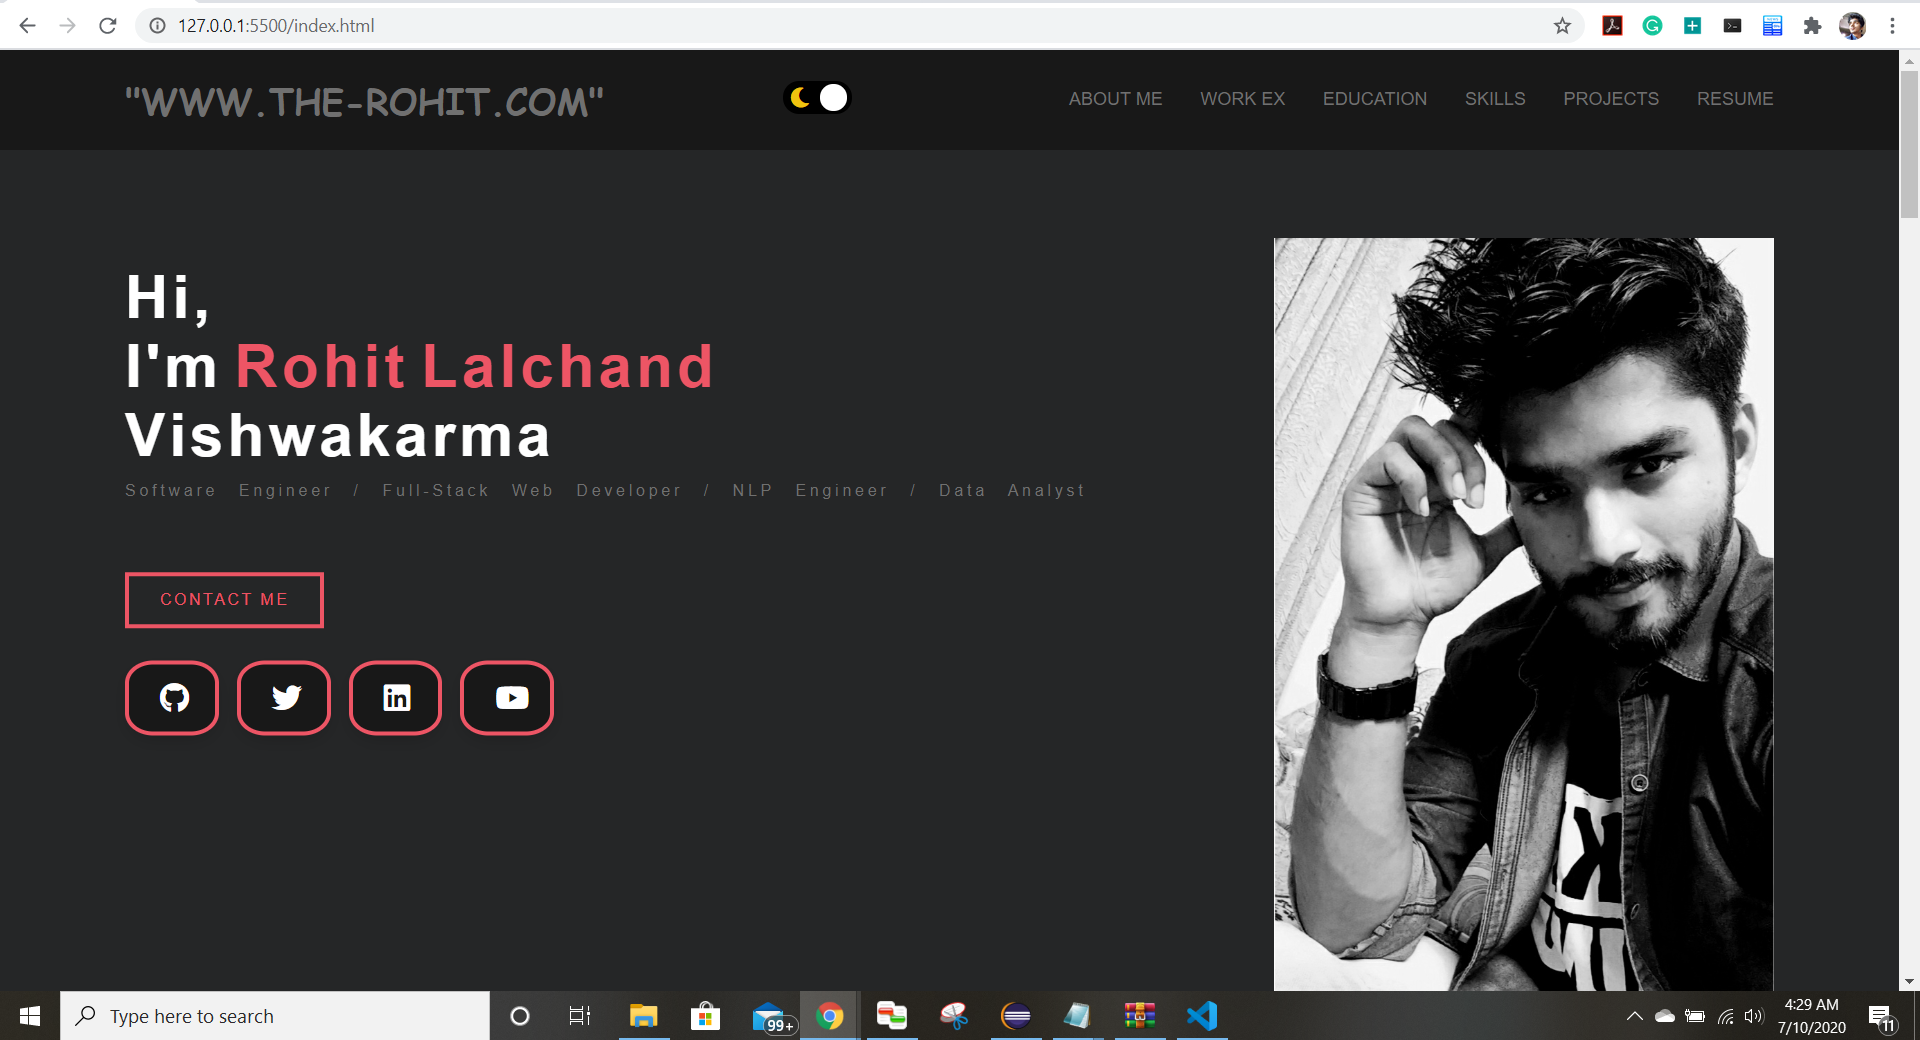 127.0.0.1:5500/index.html
"WWW.THE-ROHIT.COM"
ABOUT ME WORK EX EDUCATION SKILLS PROJECTS RESUME
Hi,
I'm Rohit Lalchand
Vishwakarma
Software Engineer / Full-Stack Web Developer / NLP Engineer / Data Analyst
CONTACT ME
in
Type here to search
99+
4:29 AM
7/10/2020
11